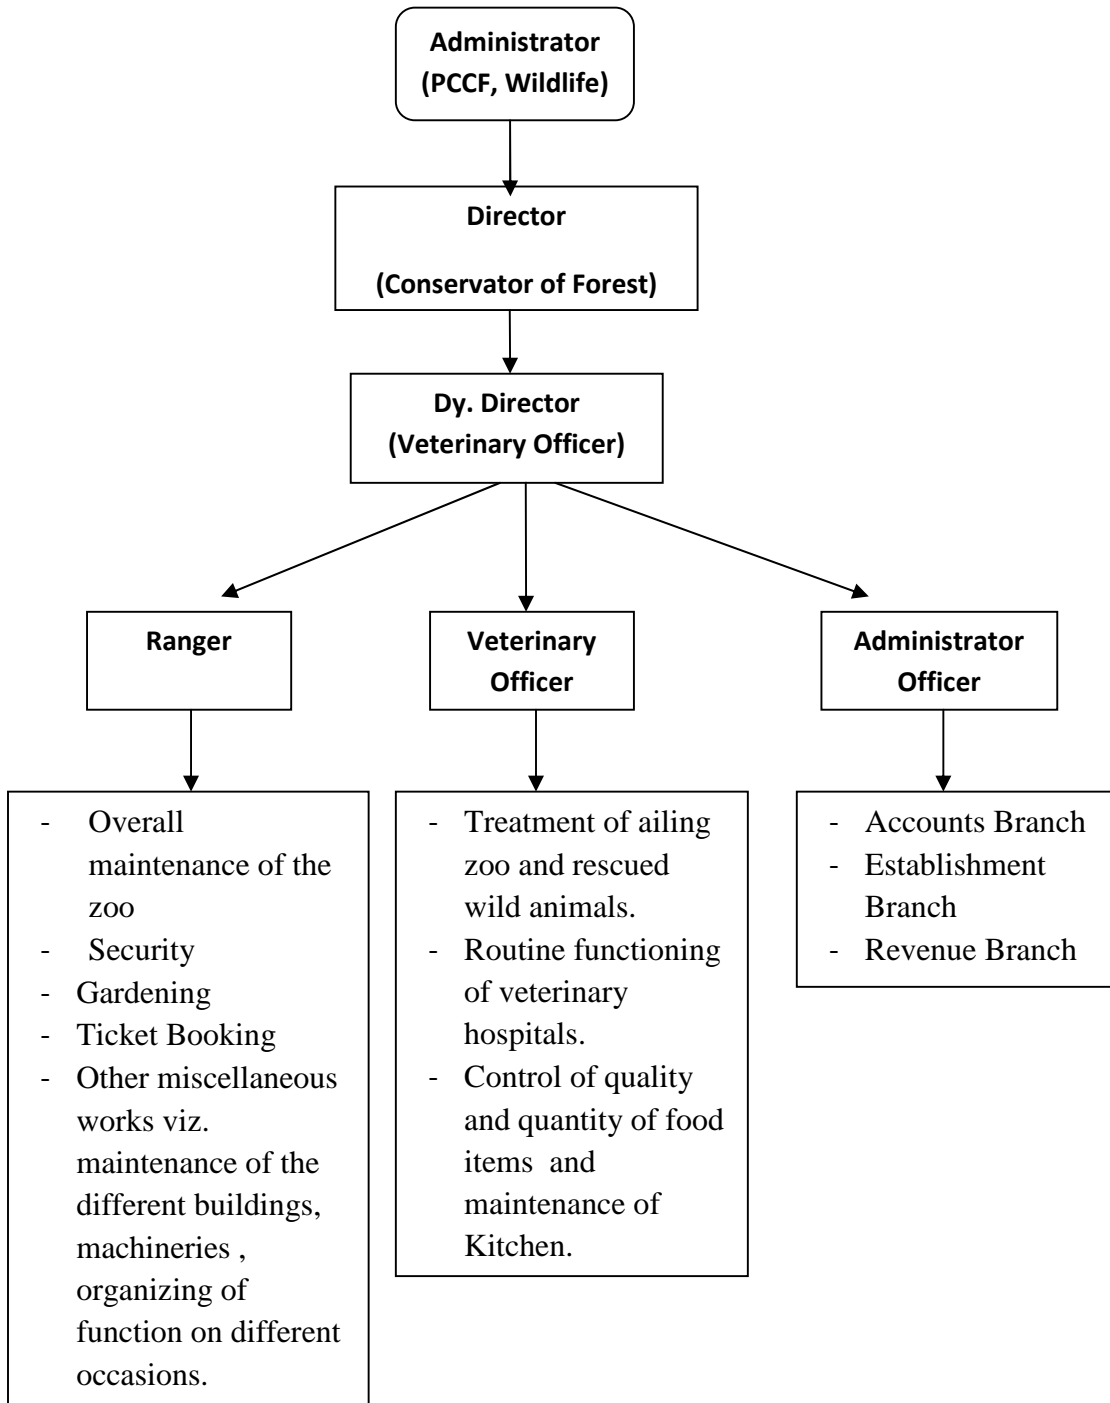 Administrator
(PCCF, Wildlife)
Director
(Conservator of Forest)
Dy. Director
(Veterinary Officer)
Ranger
Veterinary
Officer
Administrator
Officer
- Overall
maintenance of the
zoo
- Security
- Gardening
- Ticket Booking
- Other miscellaneous
works viz.
maintenance of the
different buildings,
machineries ,
organizing of
function on different
occasions.
- Treatment of ailing
zoo and rescued
wild animals.
- Routine functioning
of veterinary
hospitals.
- Control of quality
and quantity of food
items and
maintenance of
Kitchen.
- Accounts Branch
- Establishment
Branch
- Revenue Branch